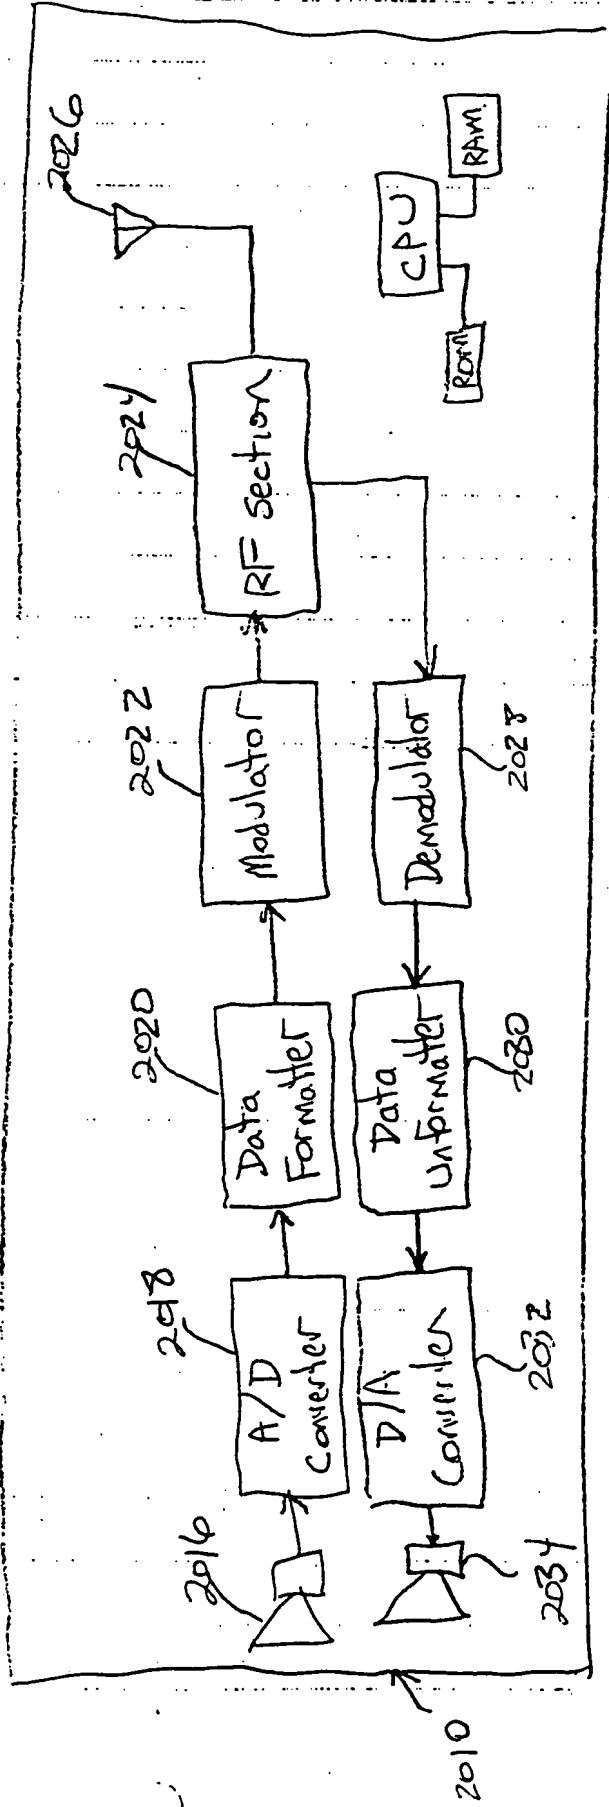 2026
2024
2022
2020
2018
2016
RF section
Modulator
Data
Formatter
A/D
Converter
CPU
RAM
ROM
Demodulator
Data
Unformatter
D/A
Converter
2028
2030
2032
2034
2010